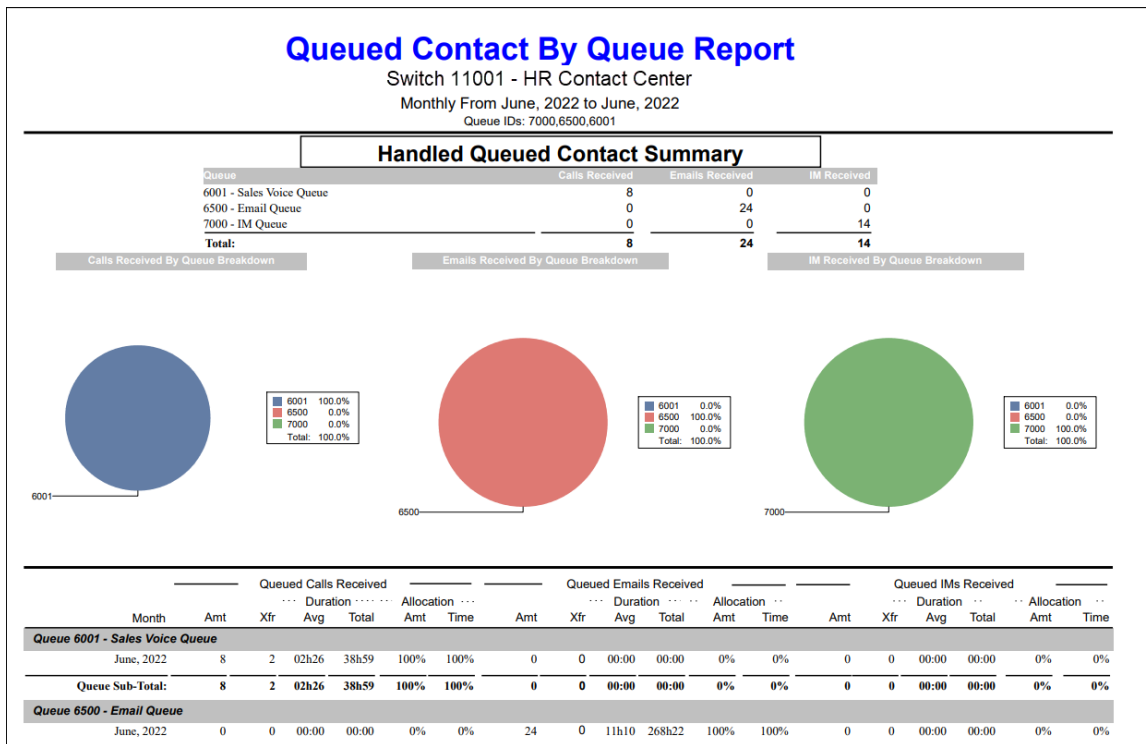 Queued Contact By Queue Report
Switch 11001 - HR Contact Center
Monthly From June, 2022 to June, 2022
Queue IDs: 7000,6500,6001
Handled Queued Contact Summary
Queue Calls Received Emails Received IM Received
6001 - Sales Voice Queue 8 0 0
6500 - Email Queue 0 24 0
7000 - IM Queue 0 0 14
Total: 8 24 14
Calls Received By Queue Breakdown Emails Received By Queue Breakdown IM Received By Queue Breakdown
6001 100.0%
6500 0.0%
7000 0.0%
Total: 100.0%
6001
6001 0.0%
6500 100.0%
7000 0.0%
Total: 100.0%
6500
6001 0.0%
6500 0.0%
7000 100.0%
Total: 100.0%
7000
Queued Calls Received Queued Emails Received Queued IMs Received
Duration Allocation Duration Allocation Duration Allocation
Month Amt Xfr Avg Total Amt Time Amt Xfr Avg Total Amt Time Amt Xfr Avg Total Amt Time
Queue 6001 - Sales Voice Queue
June, 2022 8 2 02h26 38h59 100% 100% 0 0 00:00 00:00 0% 0% 0 0 00:00 00:00 0% 0%
Queue Sub-Total: 8 2 02h26 38h59 100% 100% 0 0 00:00 00:00 0% 0% 0 0 00:00 00:00 0% 0%
Queue 6500 - Email Queue
June, 2022 0 0 00:00 00:00 0% 0% 24 0 11h10 268h22 100% 100% 0 0 00:00 00:00 0% 0%